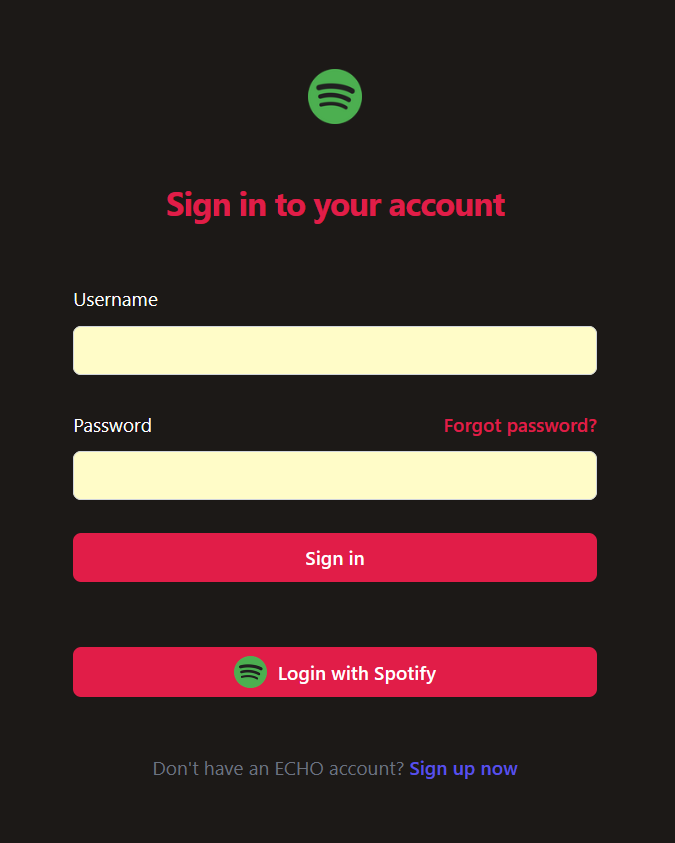 Sign in to your account
Username
Password
Forgot password?
Sign in
Login with Spotify
Don't have an ECHO account? Sign up now